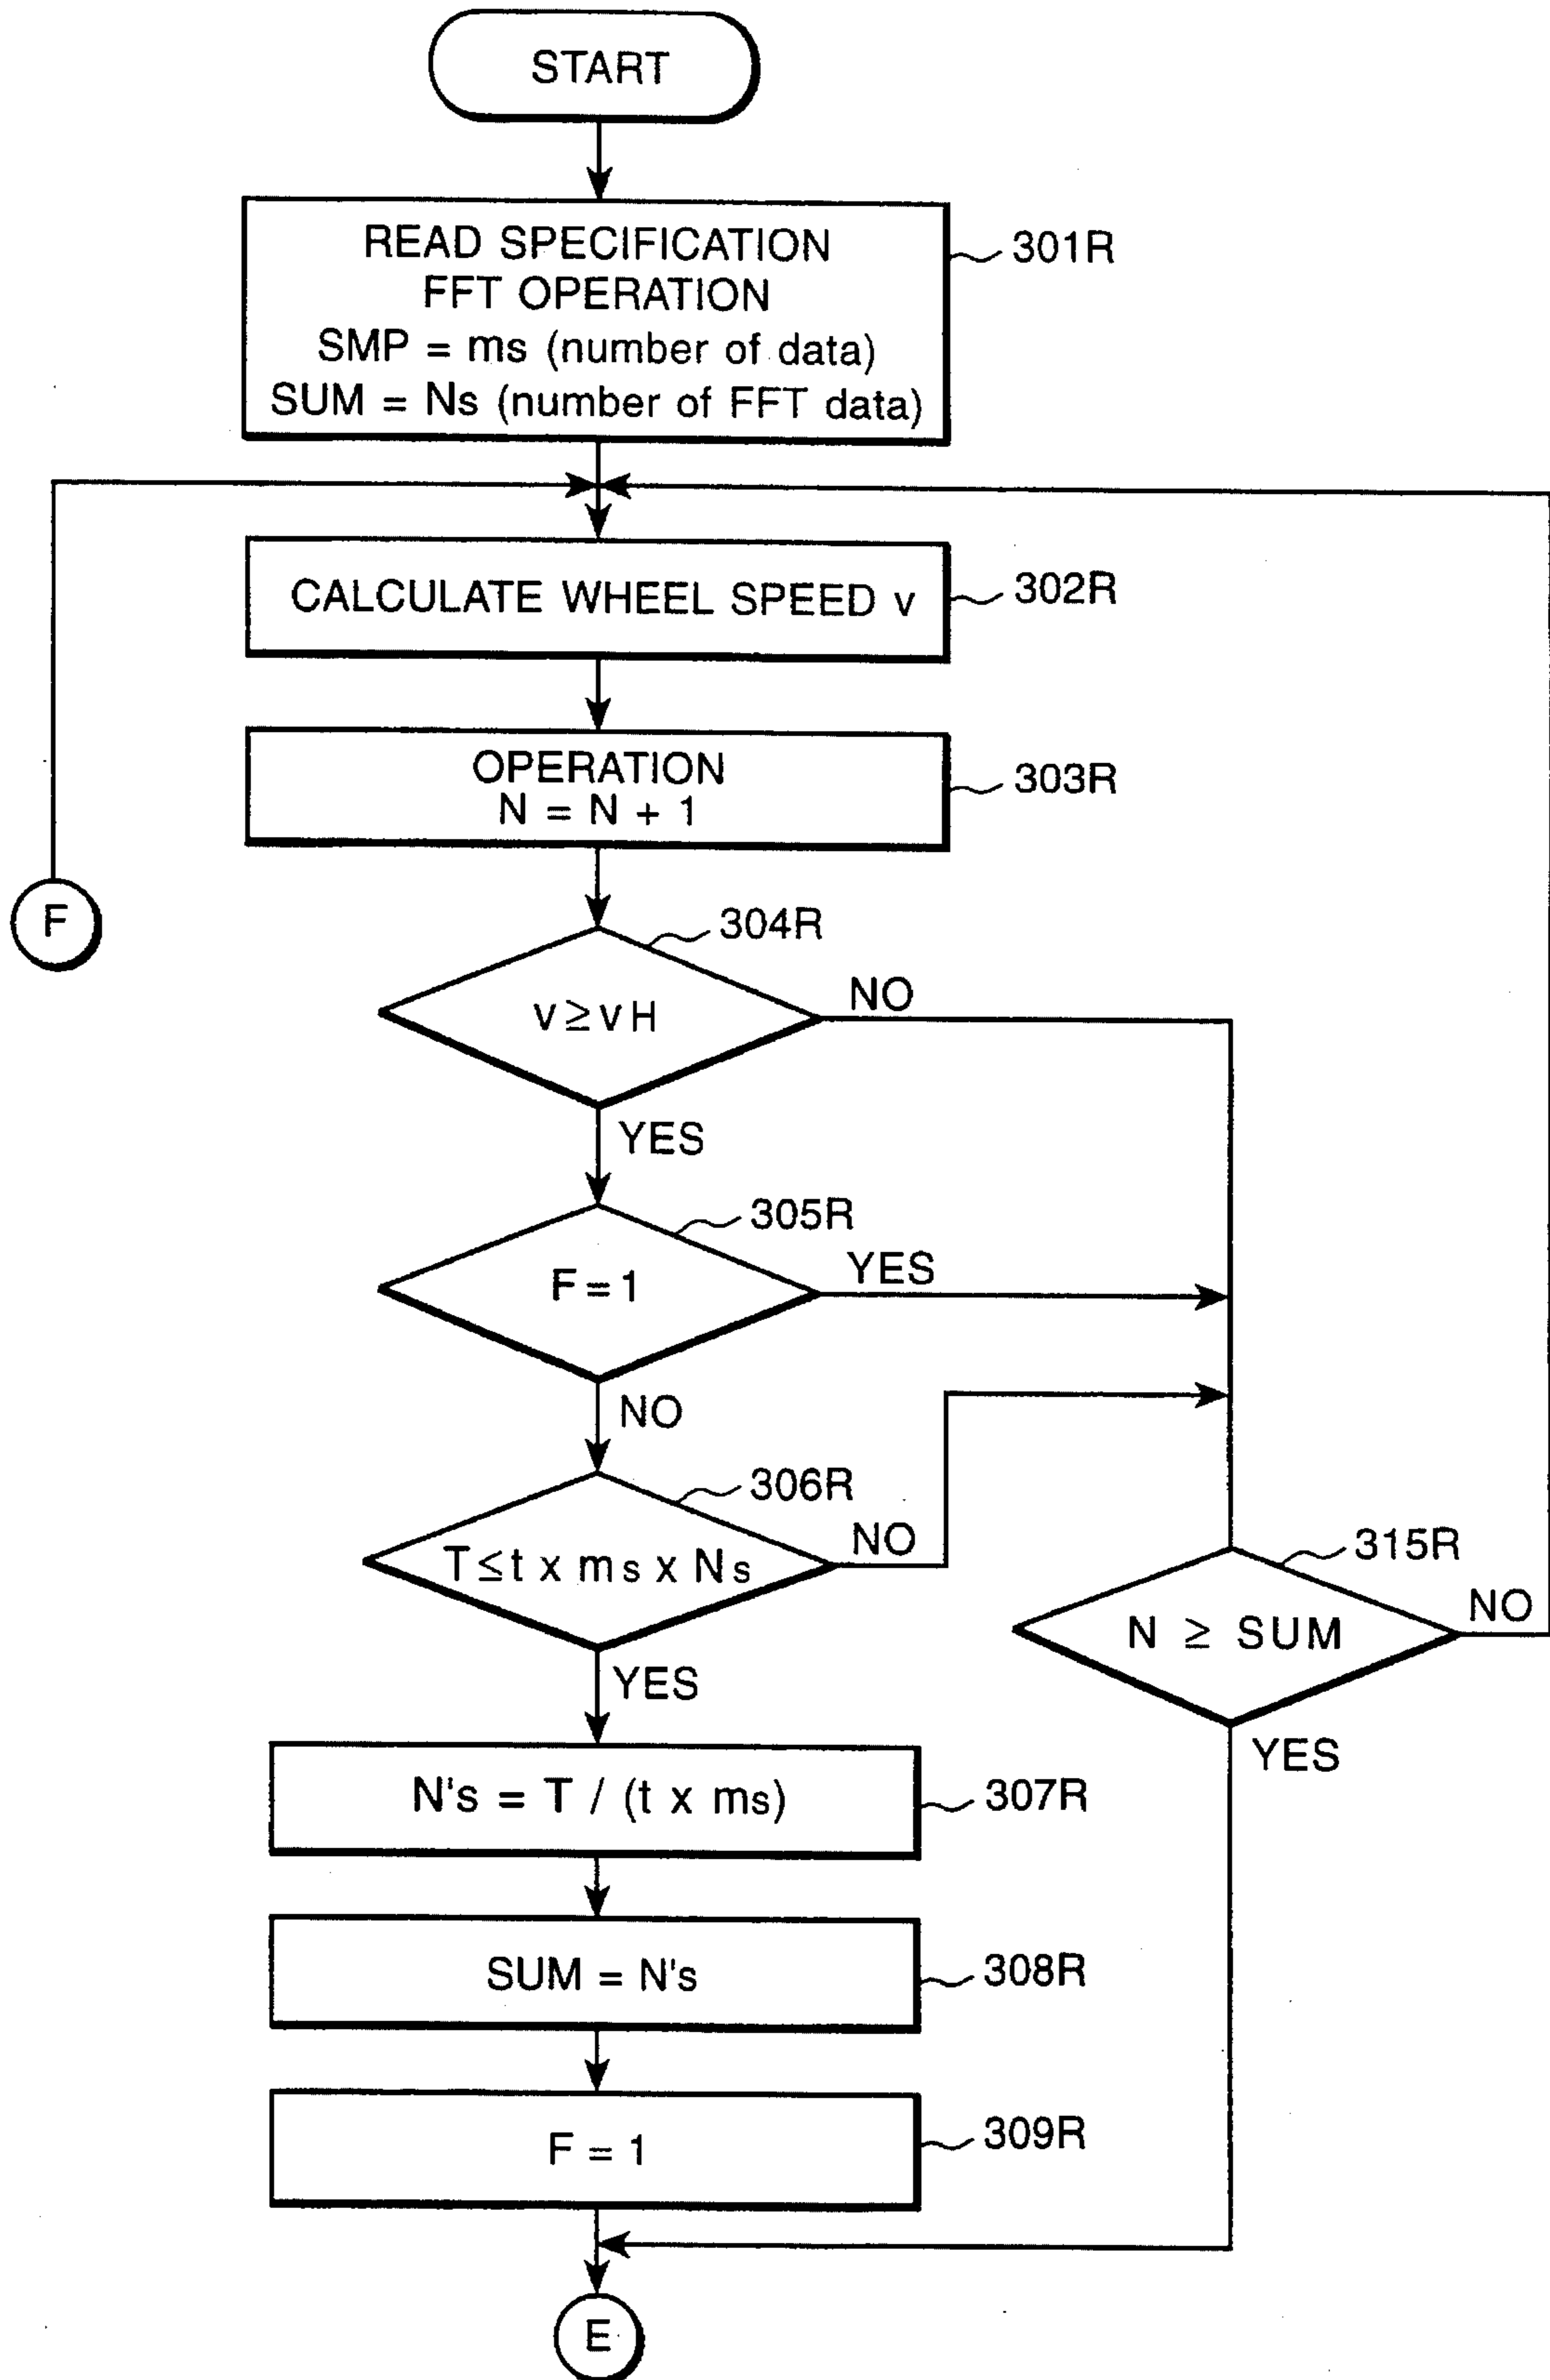 START
READ SPECIFICATION
FFT OPERATION
SMP = ms (number of data)
SUM = Ns (number of FFT data)
301R
CALCULATE WHEEL SPEED v
302R
OPERATION
N = N + 1
303R
F
304R
v ≥ vH
NO
YES
305R
F = 1
YES
NO
306R
T ≤ t x ms x Ns
NO
YES
315R
N ≥ SUM
NO
YES
N's = T / (t x ms)
307R
SUM = N's
308R
F = 1
309R
E